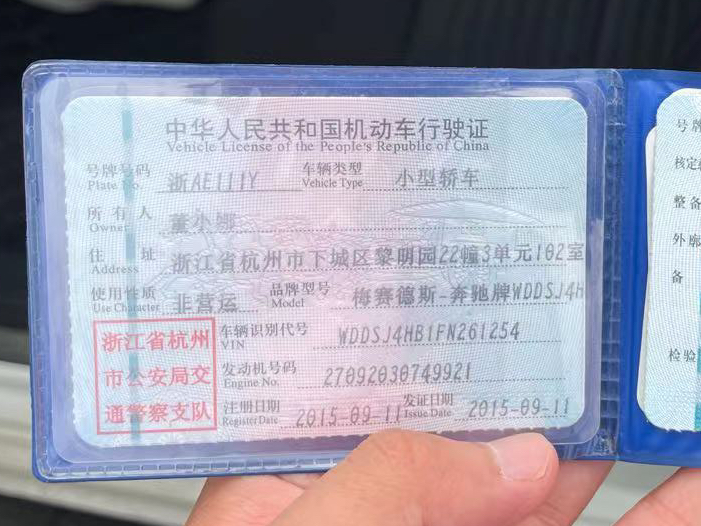 中华人民共和国机动车行驶证
Vehicle License of the People's Republic of China
号牌号码 浙AE111Y 车辆类型 小型轿车
Plate No. Vehicle Type
所有人 董小娜
Owner
住址 浙江省杭州市下城区黎明园22幢3单元102室
Address
使用性质 非营运 品牌型号 梅赛德斯-奔驰牌WDDSJ4H
Use Character Model
浙江省杭州
市公安局交
通警察支队
车辆识别代号 WDDSJ4HB1FN261254
VIN
发动机号码 27092030749921
Engine No.
注册日期 2015-09-11 发证日期 2015-09-11
Register Date Issue Date
号牌
核定
整备
外廓
备
检验